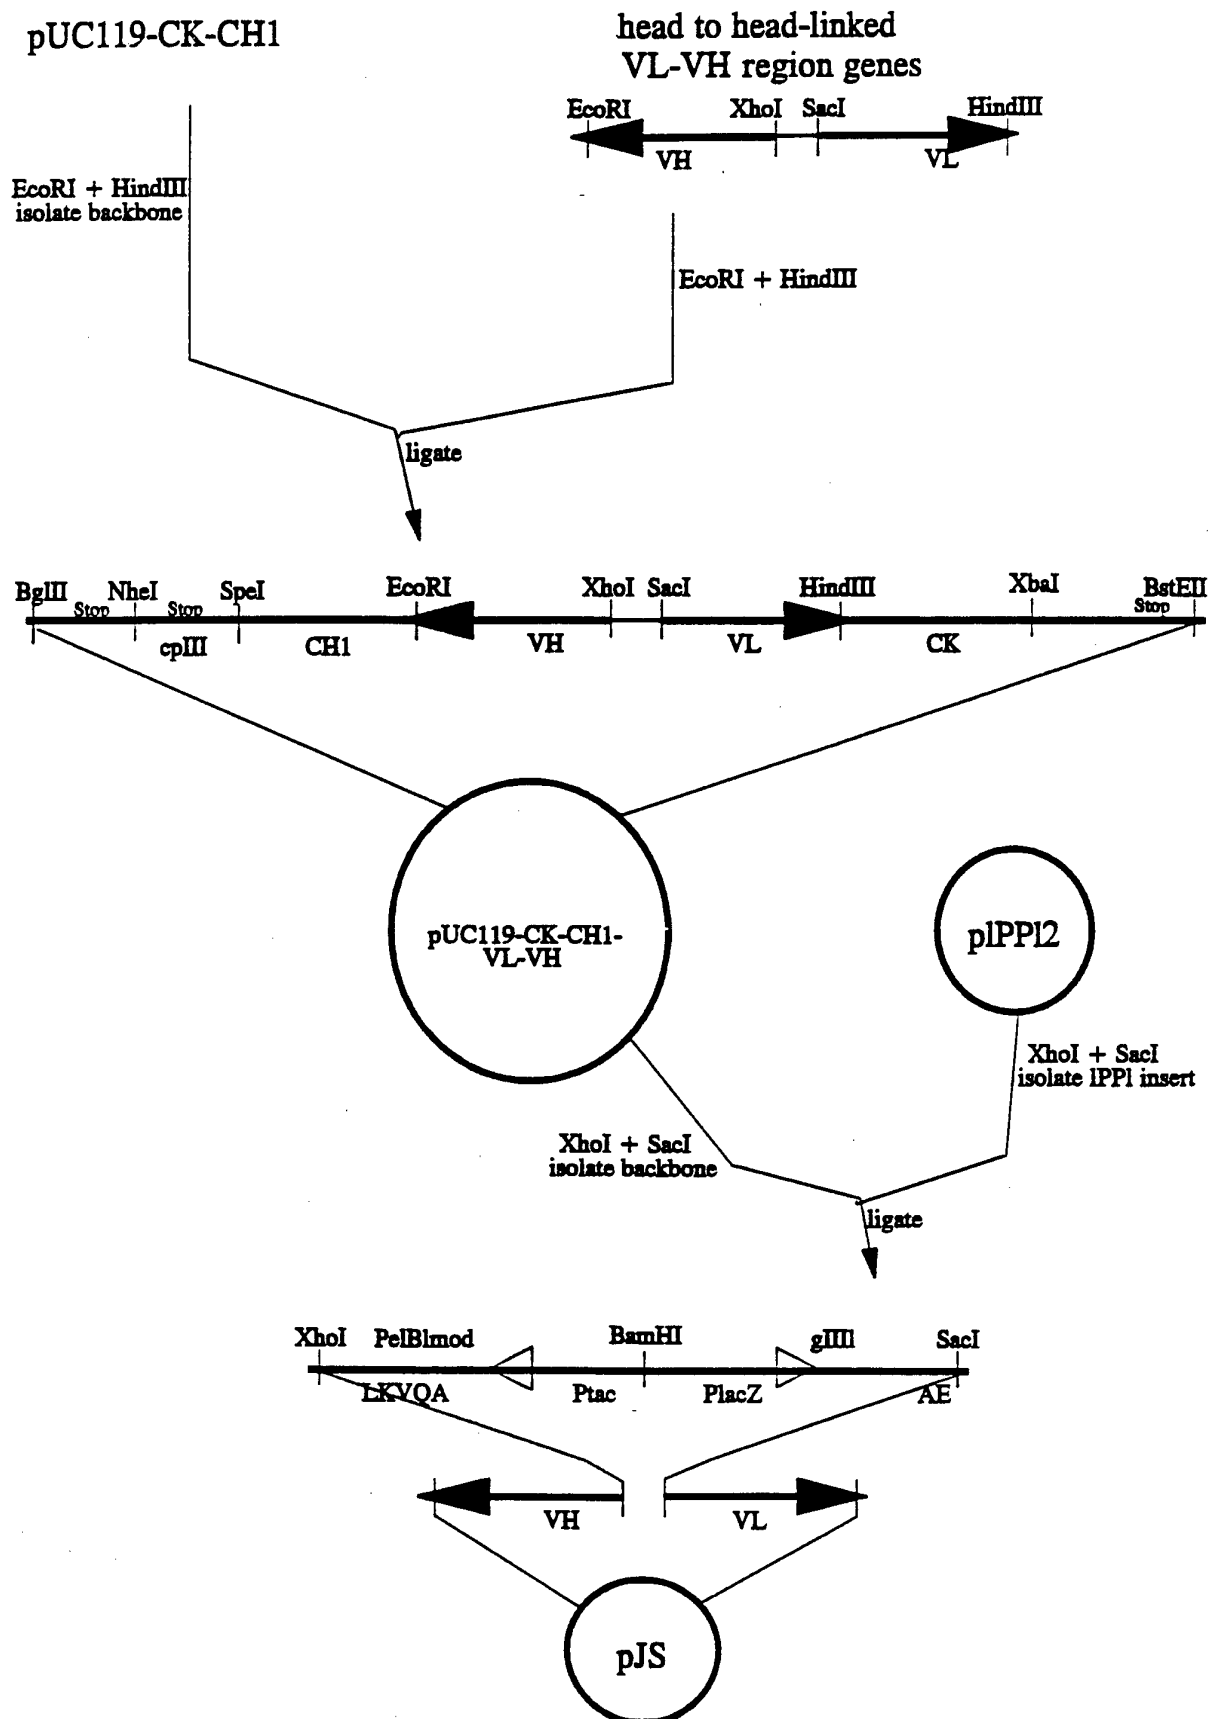 pUC119-CK-CH1
head to head-linked
VL-VH region genes
EcoRI XhoI SacI HindIII
VH VL
EcoRI + HindIII
isolate backbone
EcoRI + HindIII
ligate
BglII NheI SpeI EcoRI XhoI SacI HindIII XbaI BstEII
Stop Stop Stop
cpIII CH1 VH VL CK
pUC119-CK-CH1-
VL-VH
plPPl2
XhoI + SacI
isolate lPPl insert
XhoI + SacI
isolate backbone
ligate
XhoI PelBlmod BamHI gIIIl SacI
LKVQA Ptac PlacZ AE
VH VL
pJS